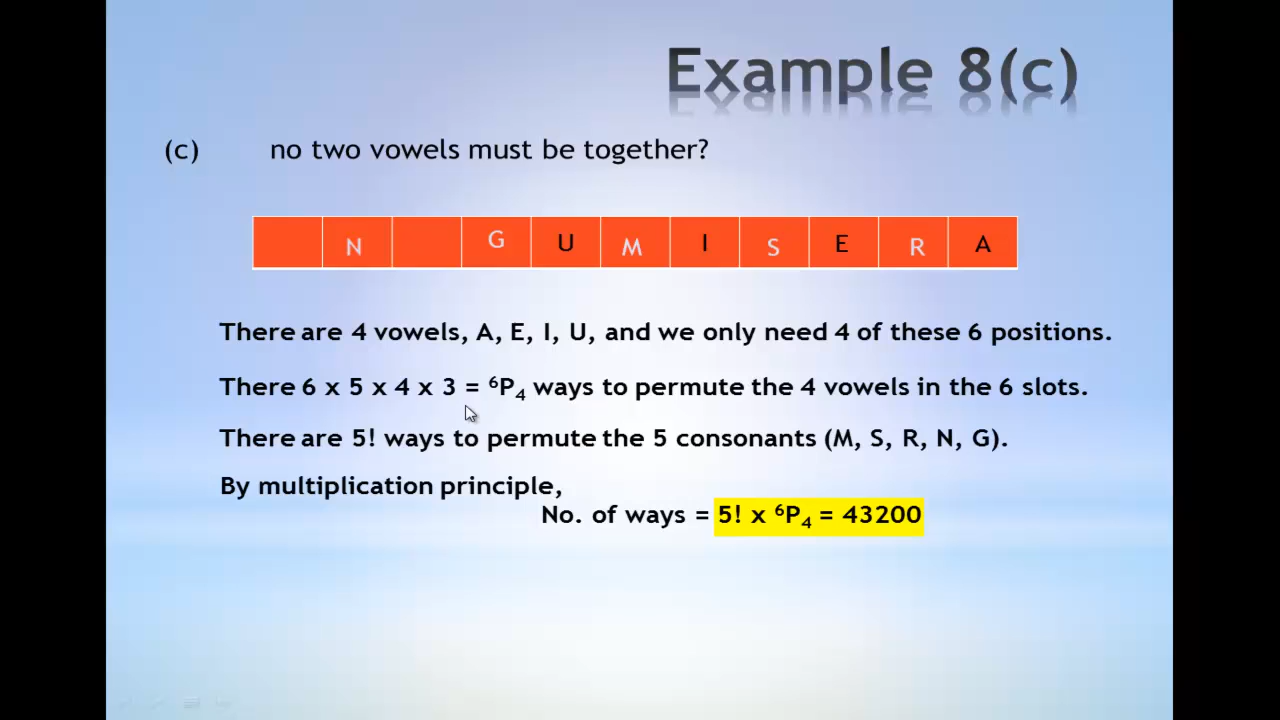 Example 8(c)
(c) no two vowels must be together?
N G U M I S E R A
There are 4 vowels, A, E, I, U, and we only need 4 of these 6 positions.
There 6 x 5 x 4 x 3 = ⁶P₄ ways to permute the 4 vowels in the 6 slots.
There are 5! ways to permute the 5 consonants (M, S, R, N, G).
By multiplication principle,
No. of ways = 5! x ⁶P₄ = 43200